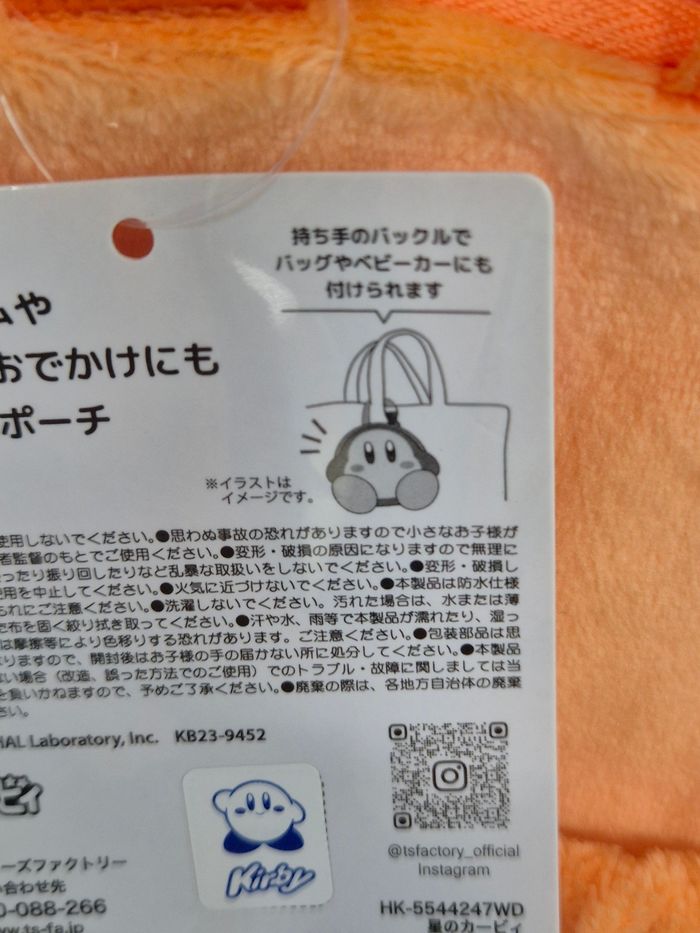 持ち手のバックルで
バッグやベビーカーにも
付けられます
ムや
おでかけにも
ポーチ
※イラストは
イメージです。
使用しないでください。●思わぬ事故の恐れがありますので小さなお子様が
者監督のもとでご使用ください。●変形・破損の原因になりますので無理に
ったり振り回したりなど乱暴な取扱いをしないでください。●変形・破損し
使用を中止してください。●火気に近づけないでください。●本製品は防水仕様
もれにご注意ください。●洗濯しないでください。汚れた場合は、水または薄
た布を固く絞り拭き取ってください。●汗や水、雨等で本製品が濡れたり、湿っ
は摩擦等により色移りする恐れがあります。ご注意ください。●包装部品は思
りますので、開封後はお子様の手の届かない所に処分してください。●本製品
い場合（改造、誤った方法でのご使用）でのトラブル・故障に関しましては当
を負いかねますので、予めご了承ください。●廃棄の際は、各地方自治体の廃棄
さい。
HAL Laboratory, Inc. KB23-9452
ビィ
Kirby
@tsfactory_official
Instagram
ーズファクトリー
い合わせ先
0-088-266
www.ts-fa.jp
HK-5544247WD
星のカービィ